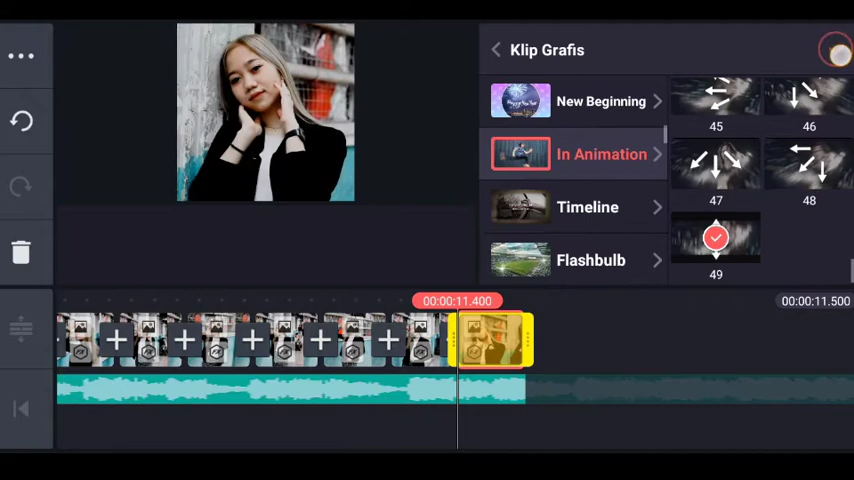 Klip Grafis
New Beginning
In Animation
Timeline
Flashbulb
45
46
47
48
49
00:00:11.400
00:00:11.500